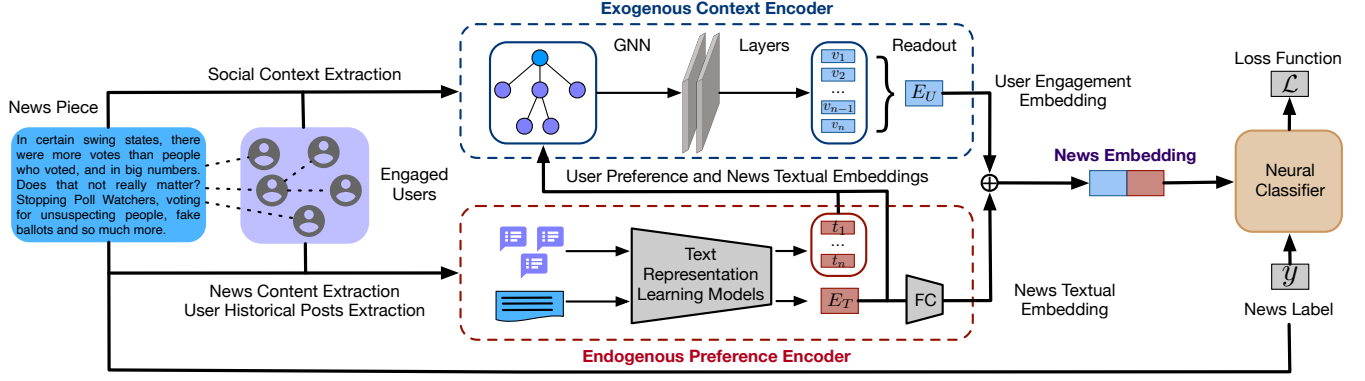 Exogenous Context Encoder
GNN
Layers
Readout
Social Context Extraction
v1
v2
...
vn−1
vn
EU
User Engagement
Embedding
Loss Function
ℒ
News Piece
In certain swing states, there
were more votes than people
who voted, and in big numbers.
Does that not really matter?
Stopping Poll Watchers, voting
for unsuspecting people, fake
ballots and so much more.
Engaged
Users
User Preference and News Textual Embeddings
News Embedding
Neural
Classifier
Text
Representation
Learning Models
t1
...
tn
ET
FC
News Content Extraction
User Historical Posts Extraction
News Textual
Embedding
𝒴
News Label
Endogenous Preference Encoder